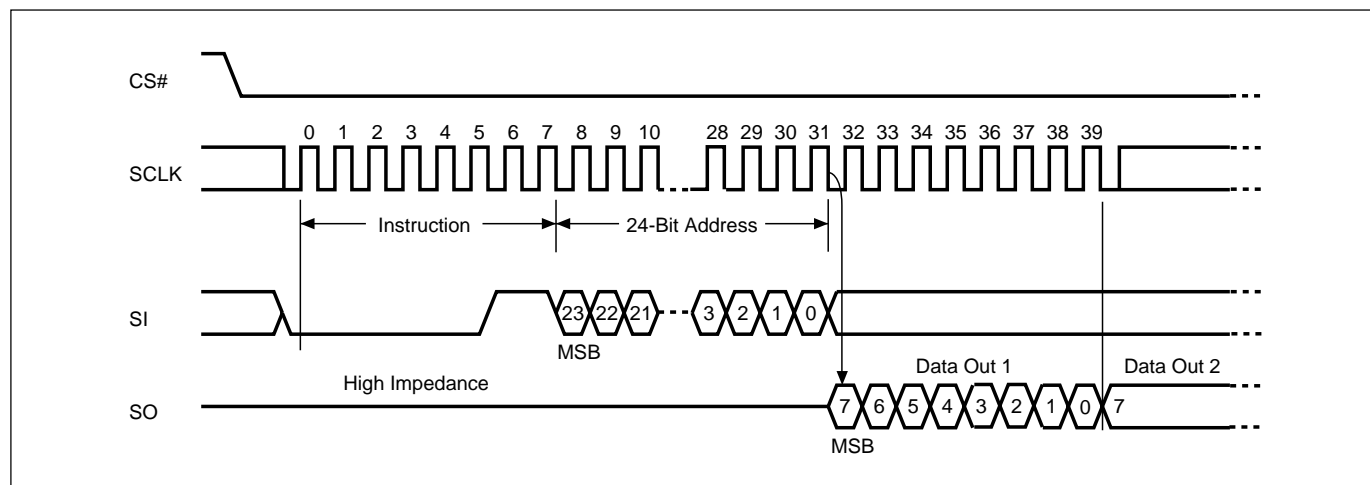 CS#
0 1 2 3 4 5 6 7 8 9 10 28 29 30 31 32 33 34 35 36 37 38 39
SCLK
Instruction 24-Bit Address
SI
23 22 21 3 2 1 0
MSB
High Impedance Data Out 1 Data Out 2
SO
7 6 5 4 3 2 1 0 7
MSB